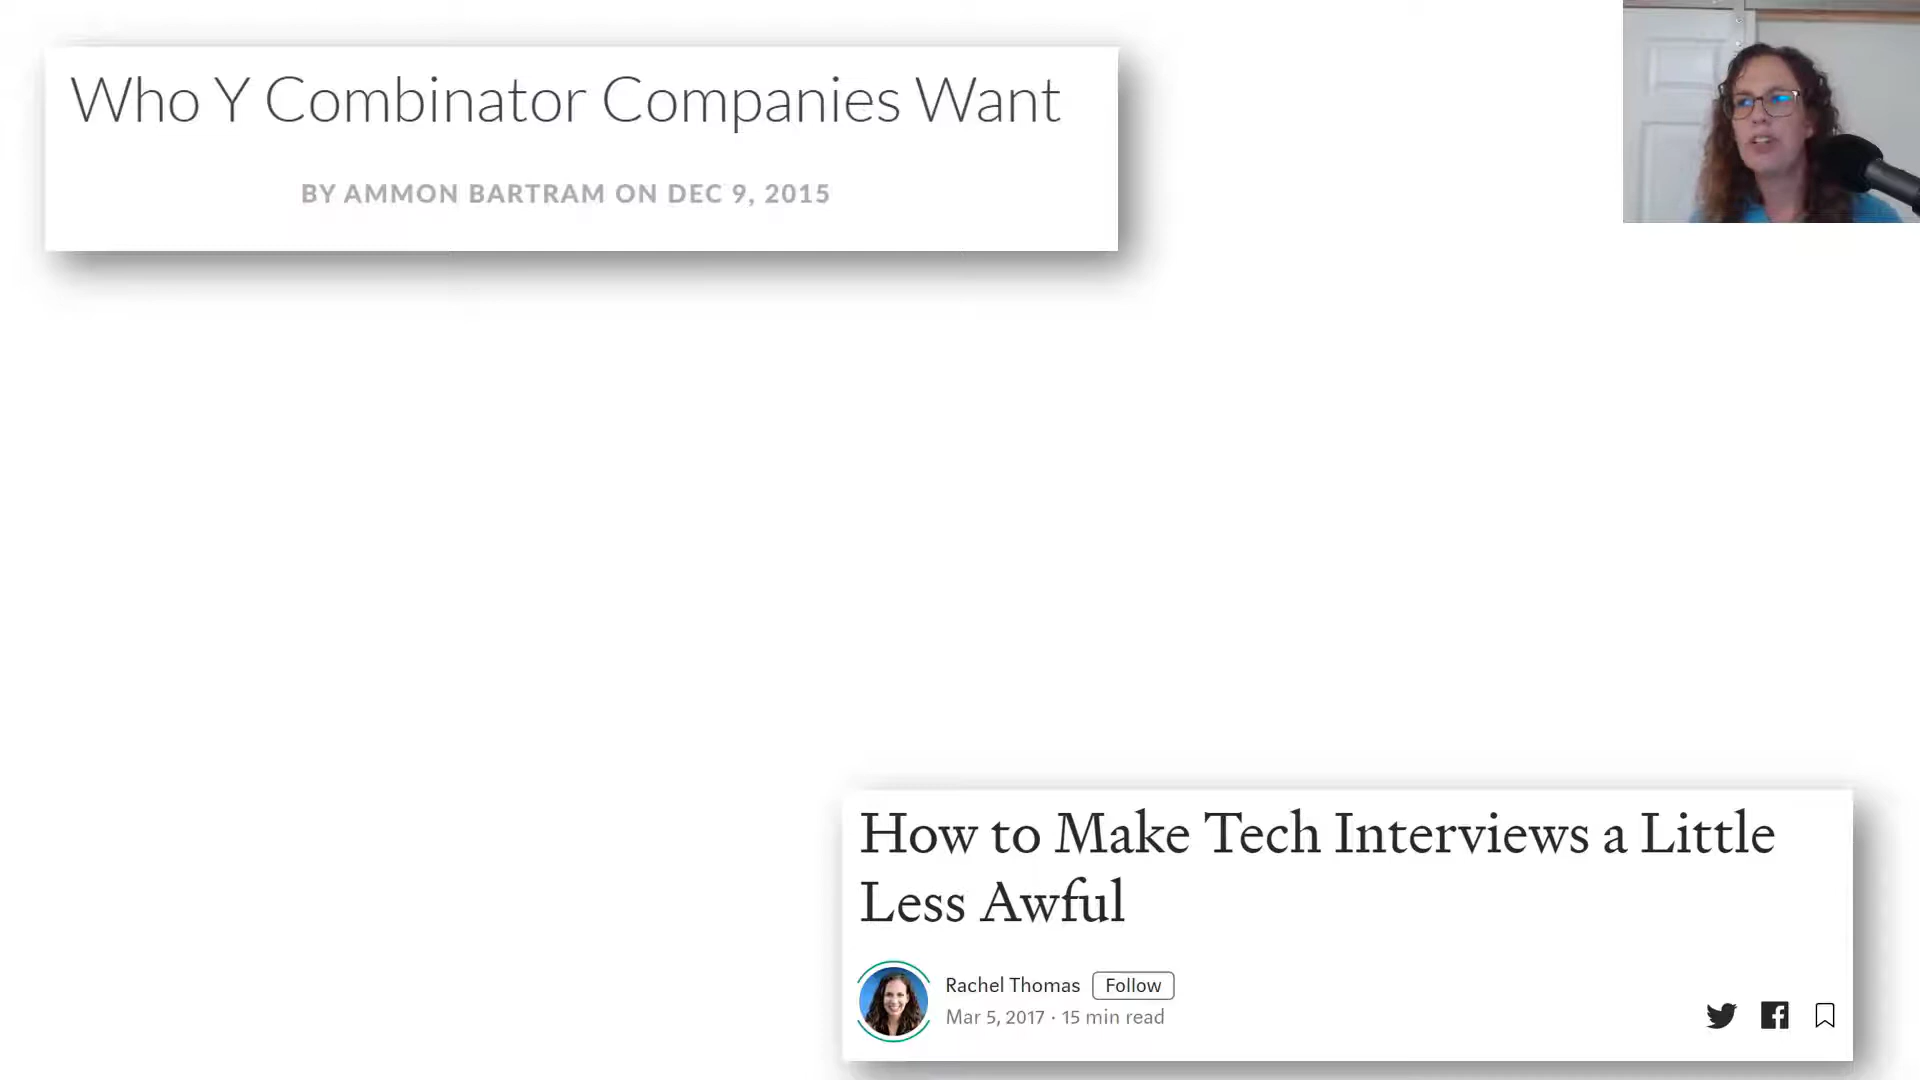 Who Y Combinator Companies Want
BY AMMON BARTRAM ON DEC 9, 2015
How to Make Tech Interviews a Little
Less Awful
Rachel Thomas Follow
Mar 5, 2017 · 15 min read